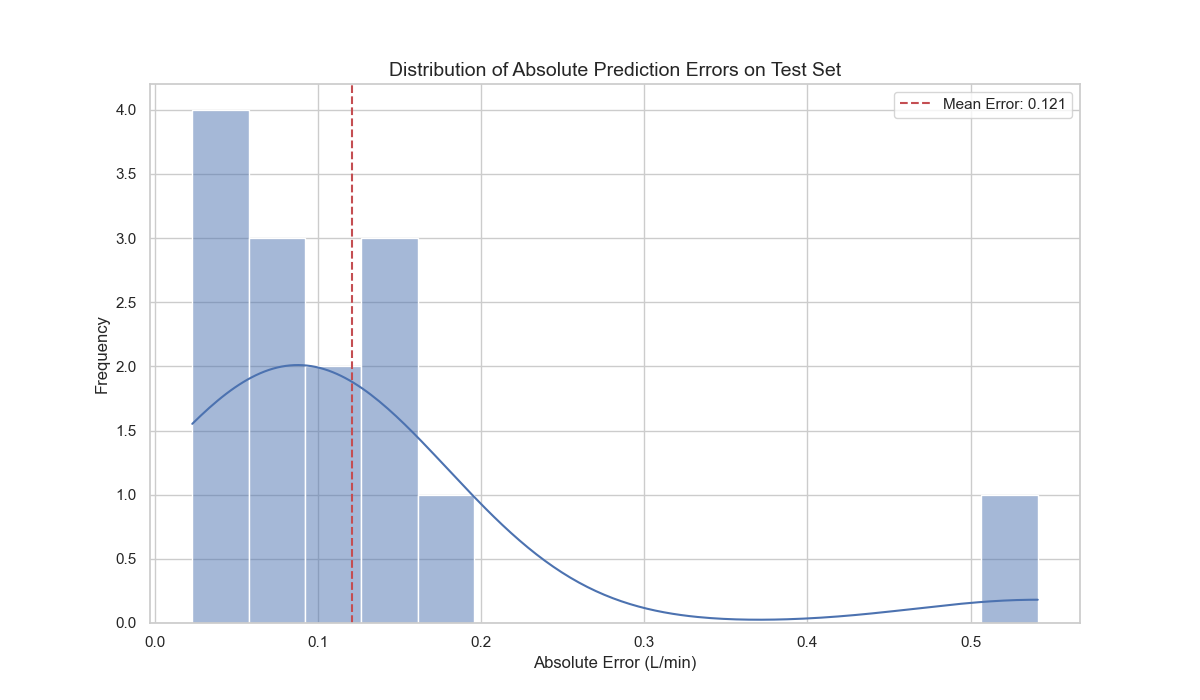 Distribution of Absolute Prediction Errors on Test Set
Mean Error: 0.121
Frequency
4.0
3.5
3.0
2.5
2.0
1.5
1.0
0.5
0.0
0.0 0.1 0.2 0.3 0.4 0.5
Absolute Error (L/min)